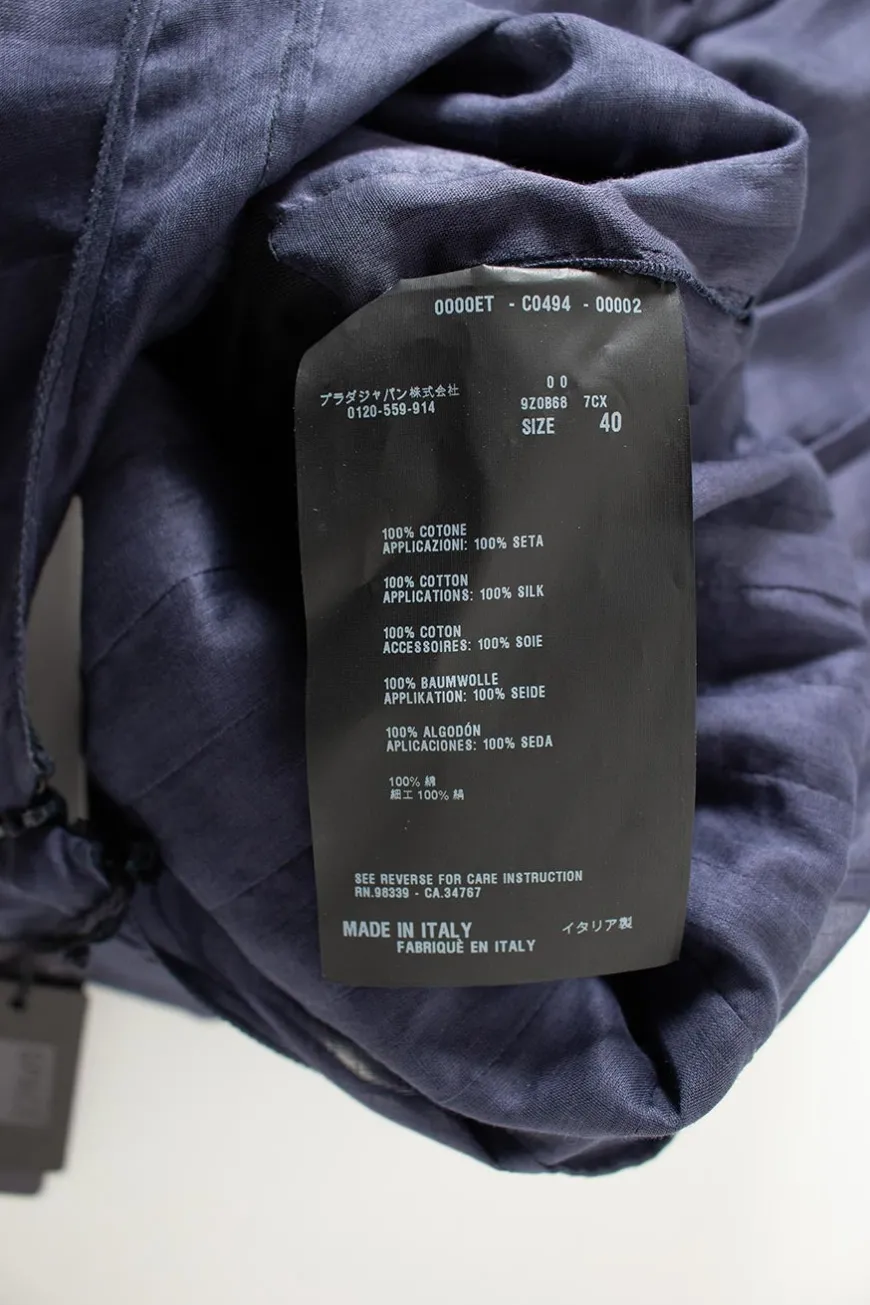 0000ET - C0494 - 00002
プラダジャパン株式会社
0120-559-914
0 0
9Z0B68 7CX
SIZE 40
100% COTONE
APPLICAZIONI: 100% SETA
100% COTTON
APPLICATIONS: 100% SILK
100% COTON
ACCESSOIRES: 100% SOIE
100% BAUMWOLLE
APPLIKATION: 100% SEIDE
100% ALGODÓN
APLICACIONES: 100% SEDA
100% 綿
細工 100% 絹
SEE REVERSE FOR CARE INSTRUCTION
RN.98339 - CA.34767
MADE IN ITALY
FABRIQUÈ EN ITALY
イタリア製